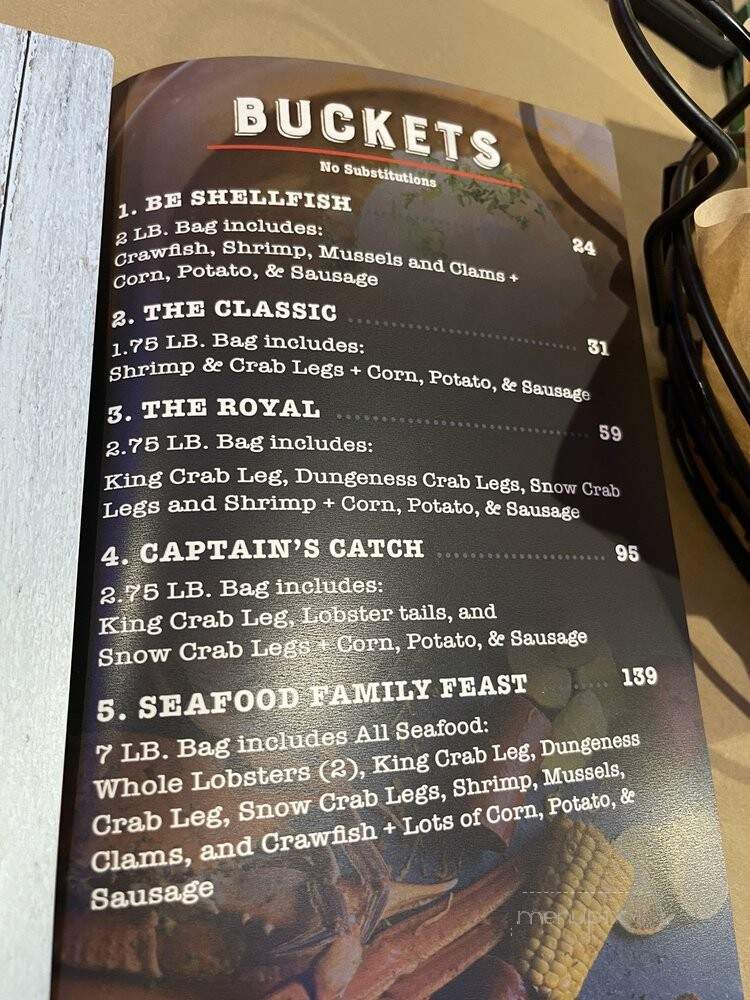 BUCKETS
No Substitutions
1. BE SHELLFISH
24
2 LB. Bag includes:
Crawfish, Shrimp, Mussels and Clams +
Corn, Potato, & Sausage
2. THE CLASSIC 31
1.75 LB. Bag includes:
Shrimp & Crab Legs + Corn, Potato, & Sausage
3. THE ROYAL 59
2.75 LB. Bag includes:
King Crab Leg, Dungeness Crab Legs, Snow Crab
Legs and Shrimp + Corn, Potato, & Sausage
4. CAPTAIN'S CATCH 95
2.75 LB. Bag includes:
King Crab Leg, Lobster tails, and
Snow Crab Legs + Corn, Potato, & Sausage
5. SEAFOOD FAMILY FEAST 139
7 LB. Bag includes All Seafood:
Whole Lobsters (2), King Crab Leg, Dungeness
Crab Leg, Snow Crab Legs, Shrimp, Mussels,
Clams, and Crawfish + Lots of Corn, Potato, &
Sausage